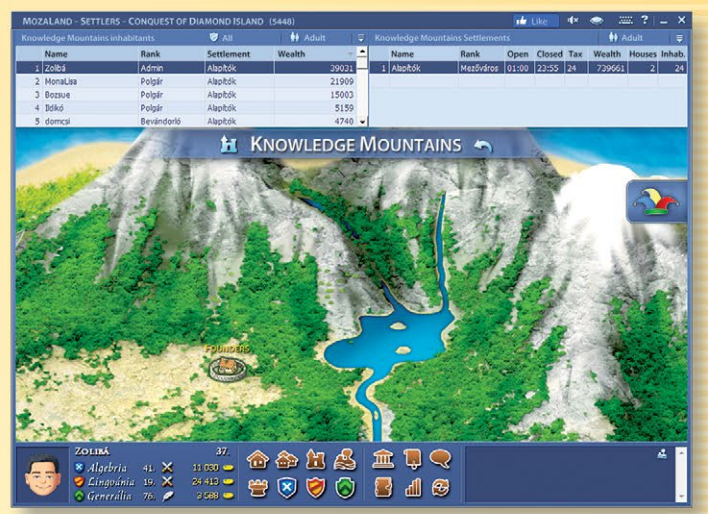 MOZALAND - SETTLERS - CONQUEST OF DIAMOND ISLAND (5448) Like ? _ X
Knowledge Mountains inhabitants All Adult
Name Rank Settlement Wealth
1 Zolibá Admin Alapítók 39031
2 MonaLisa Polgár Alapítók 21909
3 Bozsue Polgár Alapítók 15003
4 Ildikó Polgár Alapítók 5159
5 domcsi Bevándorló Alapítók 4740
Knowledge Mountains Settlements Adult
Name Rank Open Closed Tax Wealth Houses Inhab.
1 Alapítók Mezőváros 01:00 23:55 24 739661 2 24
KNOWLEDGE MOUNTAINS
FOUNDERS
ZOLIBÁ 37.
Algebria 41. 11 030
Lingvánia 19. 24 413
Generália 76. 3 588